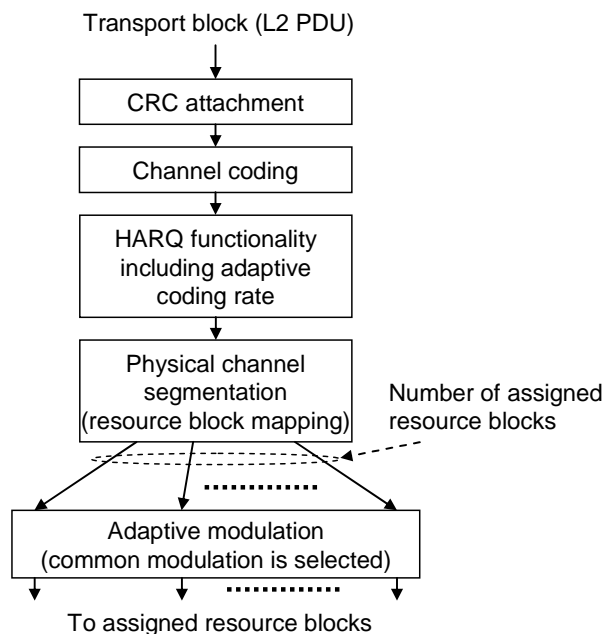 Transport block (L2 PDU)
CRC attachment
Channel coding
HARQ functionality
including adaptive
coding rate
Physical channel
segmentation
(resource block mapping)
Number of assigned
resource blocks
Adaptive modulation
(common modulation is selected)
To assigned resource blocks